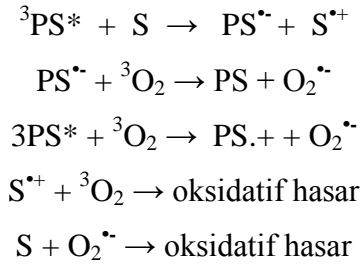 ³PS* + S → PS•⁻ + S•⁺
PS•⁻ + ³O₂ → PS + O₂•⁻
3PS* + ³O₂ → PS.+ + O₂•⁻
S•⁺ + ³O₂ → oksidatif hasar
S + O₂•⁻ → oksidatif hasar